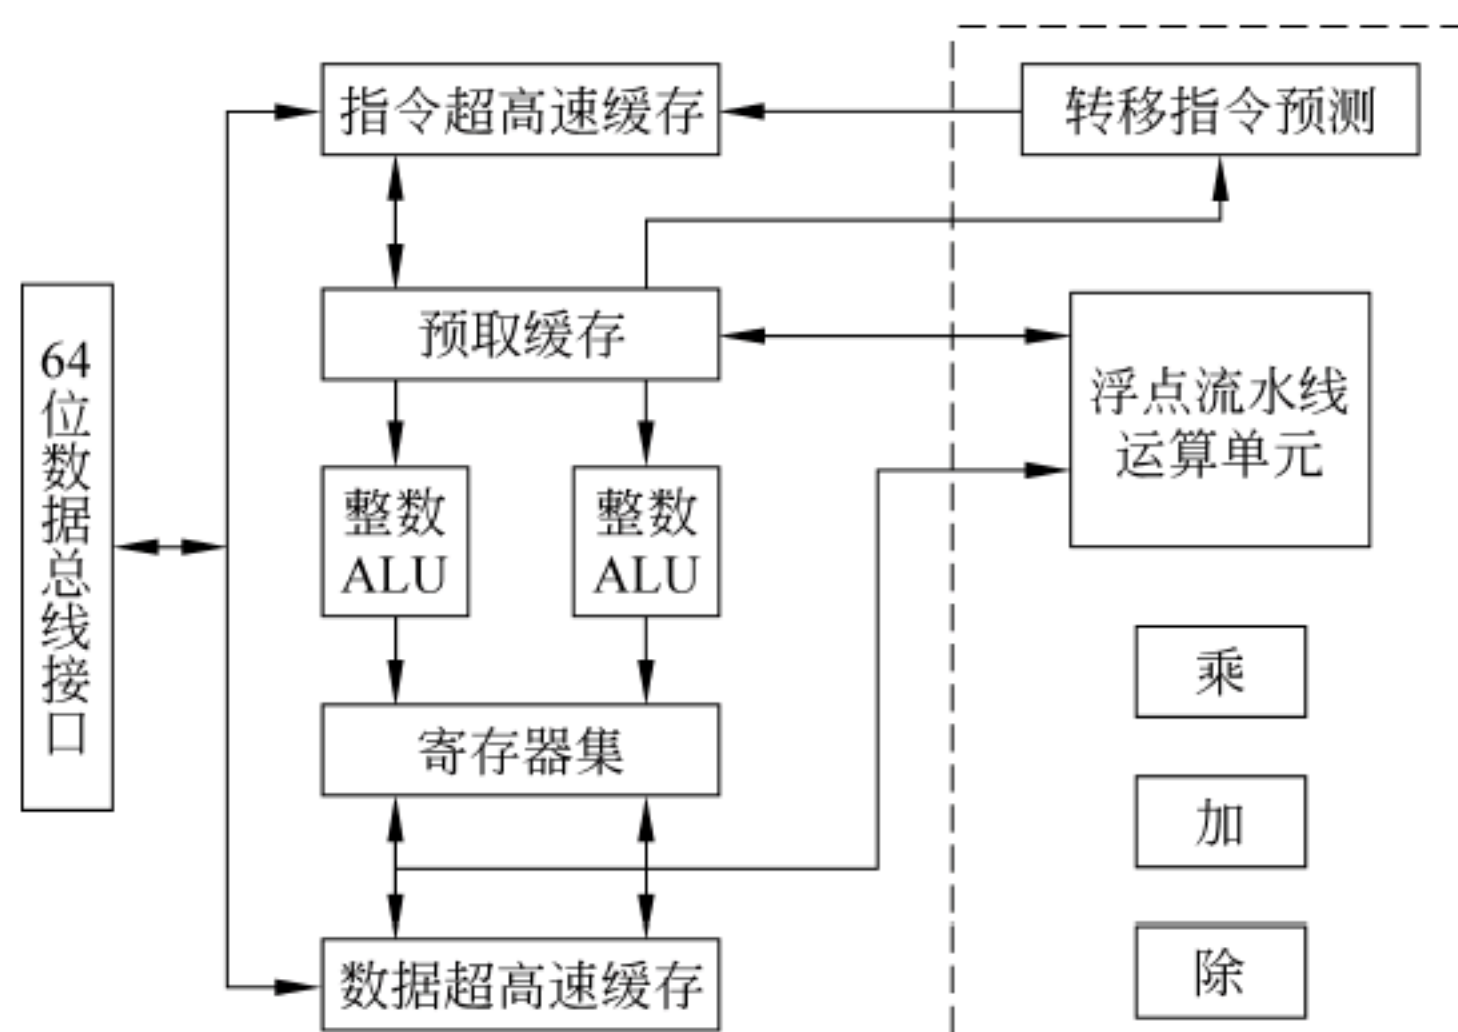 指令超高速缓存
转移指令预测
预取缓存
64
位
数
据
总
线
接
口
浮点流水线
运算单元
整数
ALU
整数
ALU
乘
寄存器集
加
数据超高速缓存
除